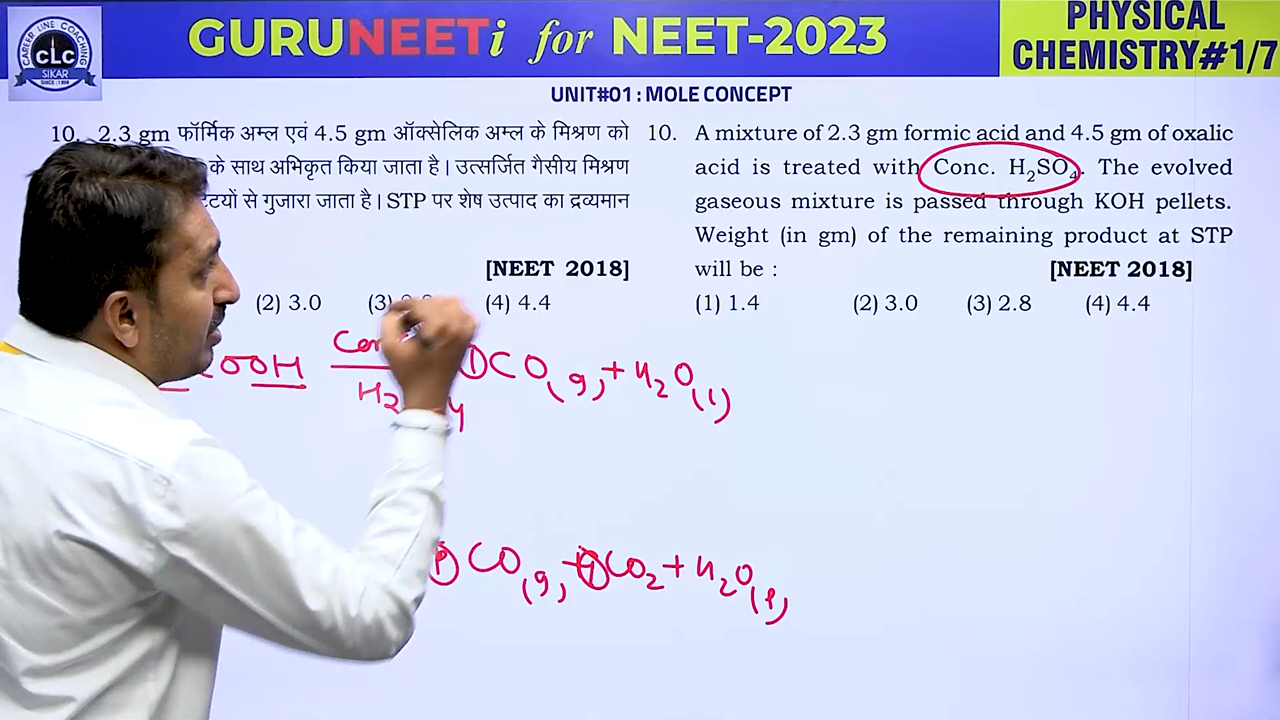 CAREER LINE COACHING
CLC
SIKAR
SINCE : 1996
GURUNEETi for NEET-2023
PHYSICAL
CHEMISTRY#1/7
UNIT#01 : MOLE CONCEPT
10. 2.3 gm फॉर्मिक अम्ल एवं 4.5 gm ऑक्सेलिक अम्ल के मिश्रण को
के साथ अभिकृत किया जाता है। उत्सर्जित गैसीय मिश्रण
से गुजारा जाता है। STP पर शेष उत्पाद का द्रव्यमान
[NEET 2018]
(2) 3.0 (3) (4) 4.4
10. A mixture of 2.3 gm formic acid and 4.5 gm of oxalic
acid is treated with Conc. H₂SO₄. The evolved
gaseous mixture is passed through KOH pellets.
Weight (in gm) of the remaining product at STP
will be :
[NEET 2018]
(1) 1.4 (2) 3.0 (3) 2.8 (4) 4.4
OOH H₂ CO(g) + H₂O(l)
CO(g) + CO₂ + H₂O(l)